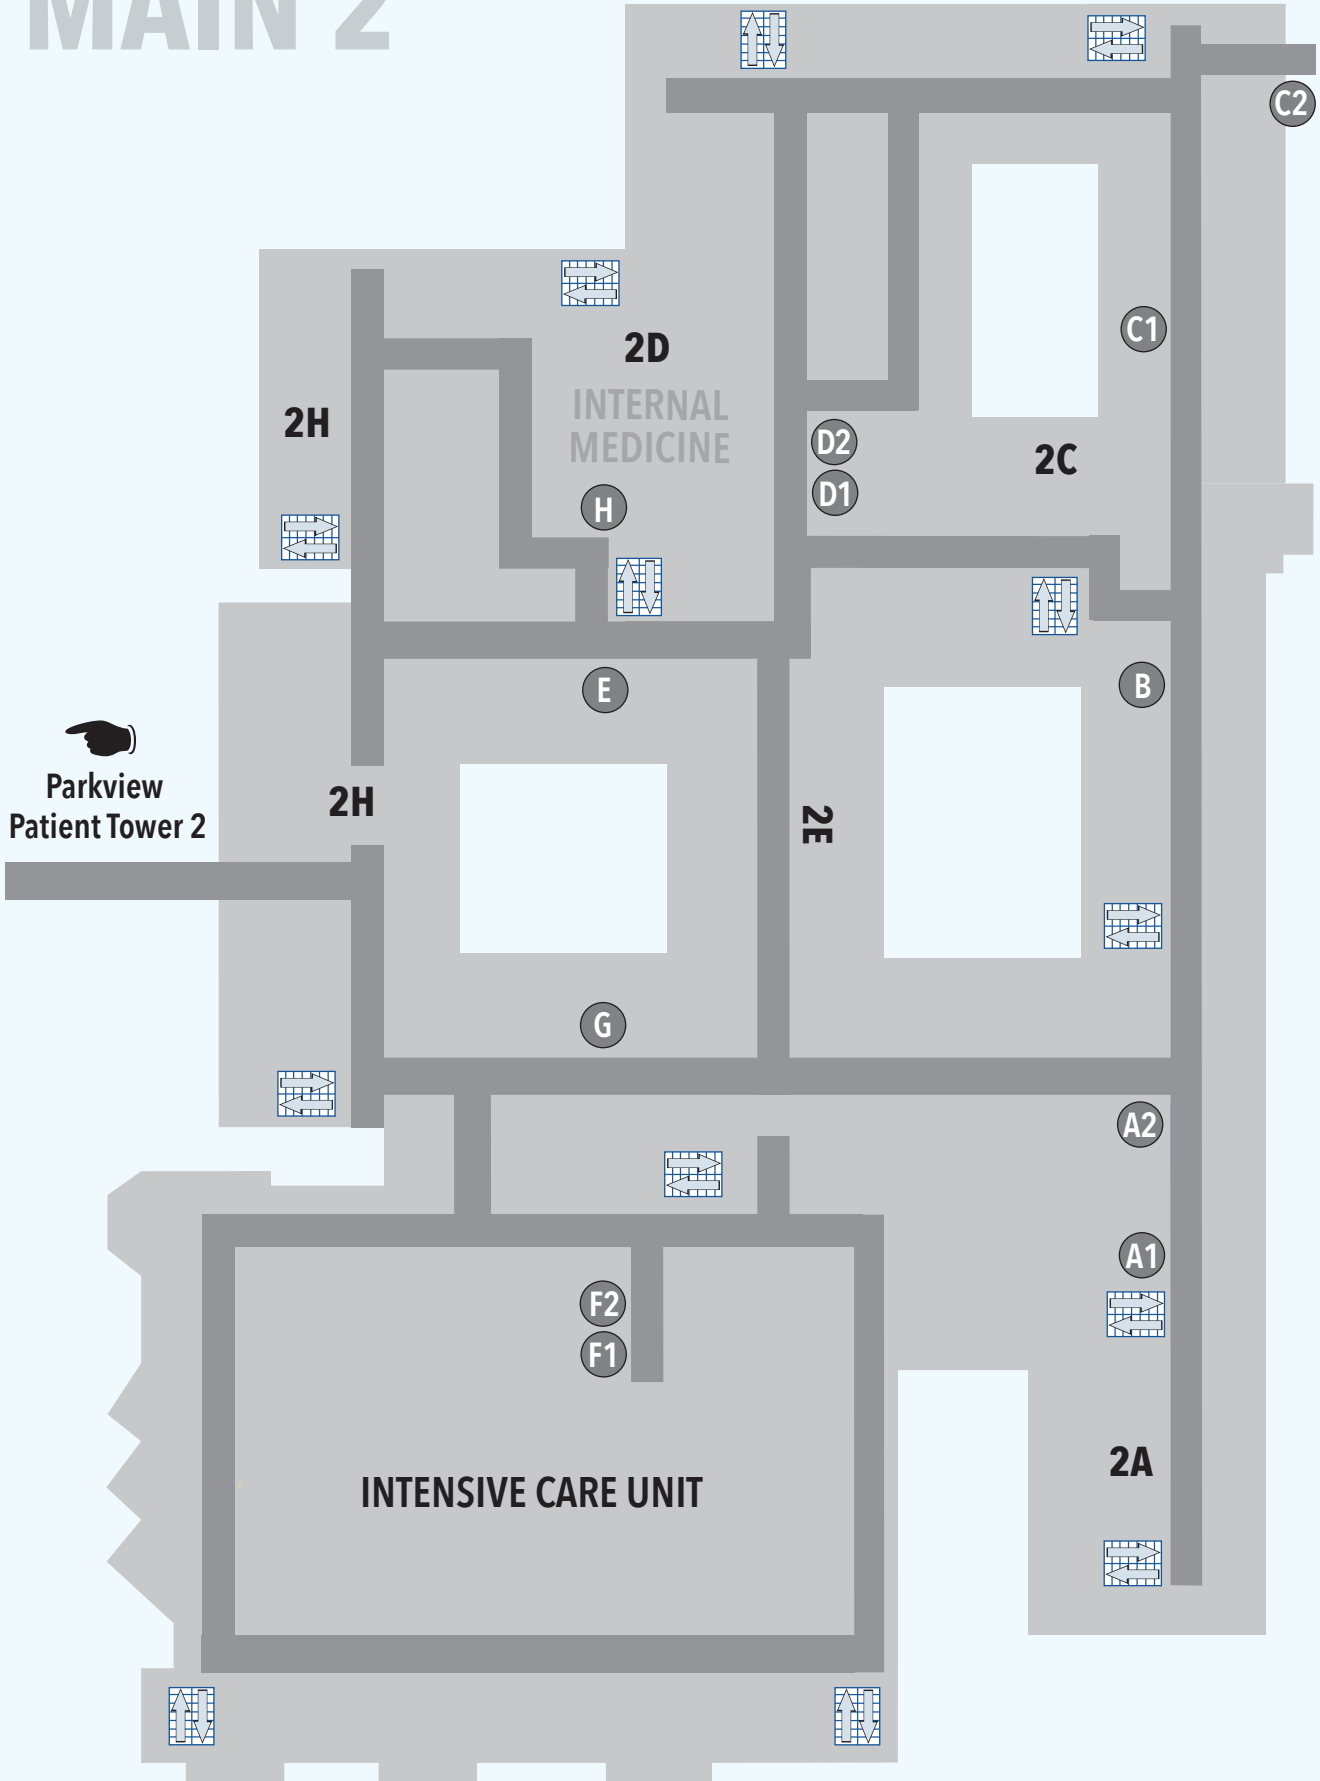 MAIN 2
C2
C1
2D
INTERNAL
MEDICINE
2H
D2
D1
2C
H
E
B
Parkview
Patient Tower 2
2H
2E
G
A2
A1
F2
F1
2A
INTENSIVE CARE UNIT